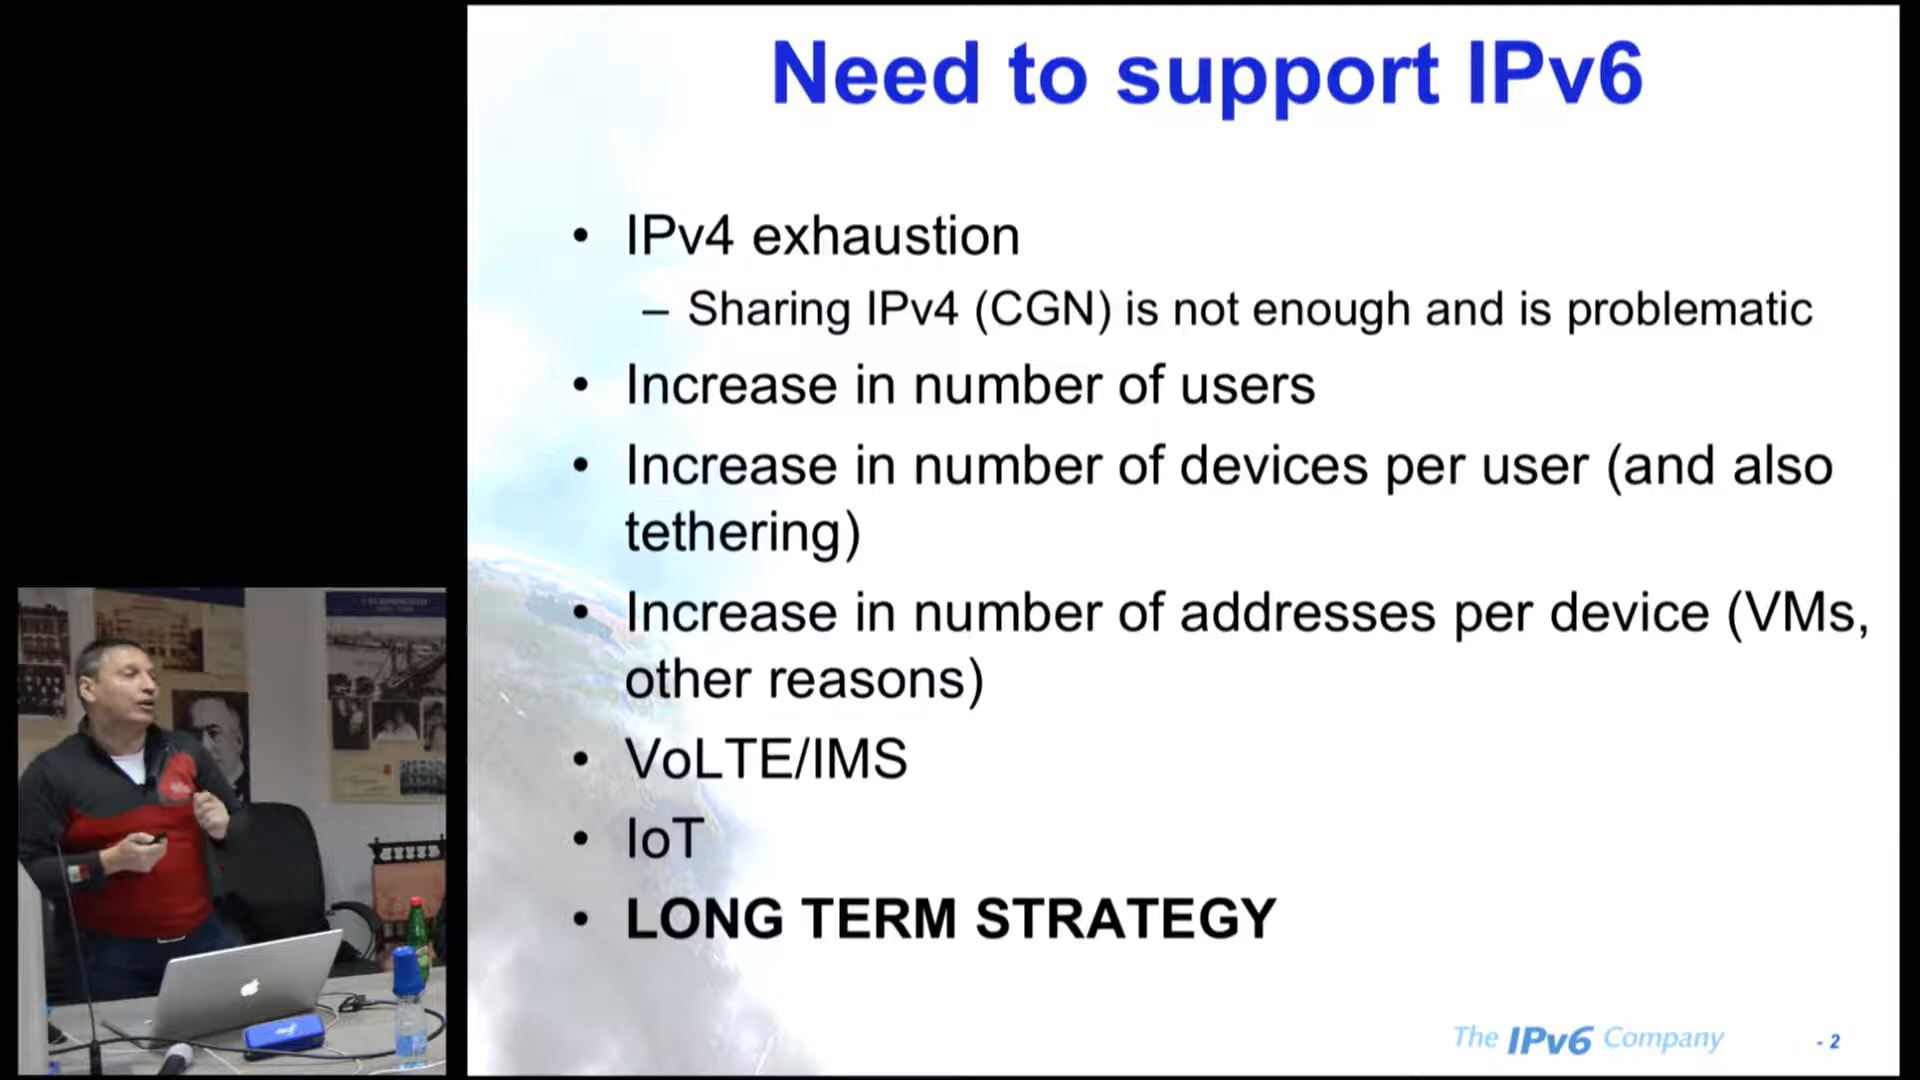 Need to support IPv6
• IPv4 exhaustion
– Sharing IPv4 (CGN) is not enough and is problematic
• Increase in number of users
• Increase in number of devices per user (and also
tethering)
• Increase in number of addresses per device (VMs,
other reasons)
• VoLTE/IMS
• IoT
• LONG TERM STRATEGY
The IPv6 Company
- 2